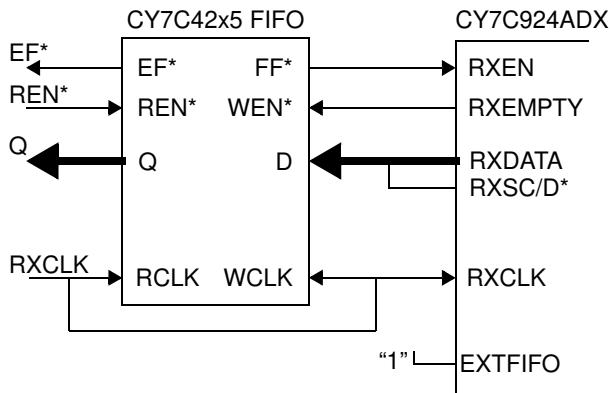 CY7C42x5 FIFO CY7C924ADX
EF* EF* FF* RXEN
REN* REN* WEN* RXEMPTY
Q Q D RXDATA
RXSC/D*
RXCLK RCLK WCLK RXCLK
“1” EXTFIFO